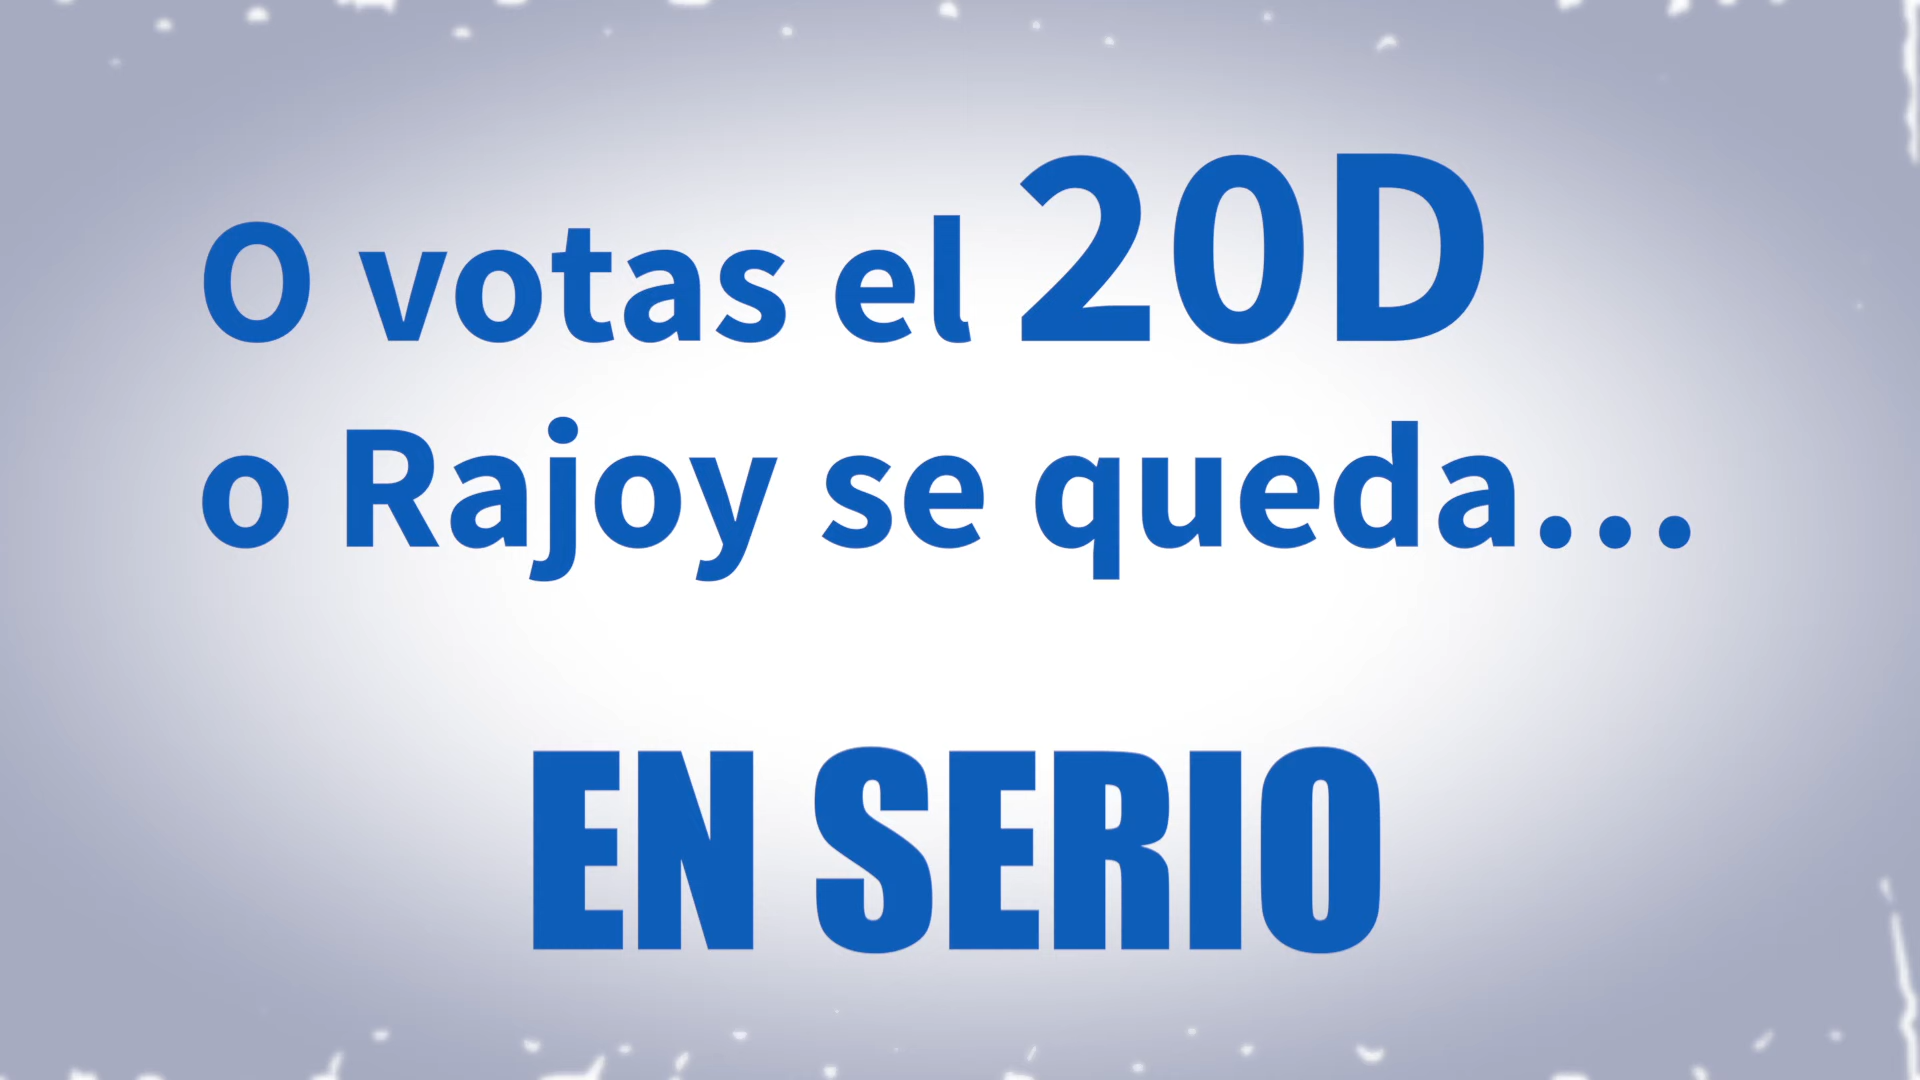 O votas el 20D
o Rajoy se queda...
EN SERIO